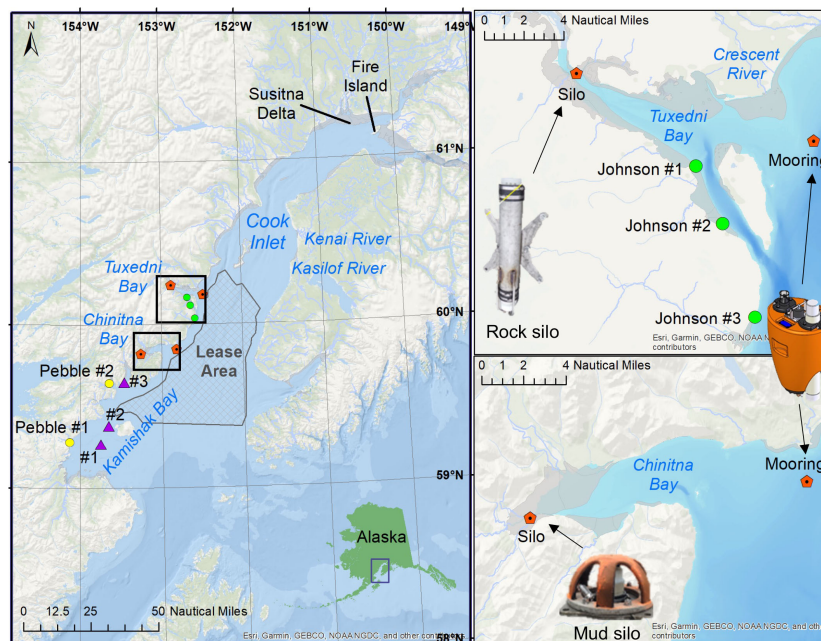 154°W 153°W 152°W 151°W 150°W 149°W
N
Fire
Island
Susitna
Delta
61°N
Cook
Inlet
Kenai River
Kasilof River
Tuxedni
Bay
60°N
Chinitna
Bay
Lease
Area
Pebble #2
#3
#2
Pebble #1
Kamishak Bay
#1
59°N
Alaska
0 12.5 25 50 Nautical Miles
Esri, Garmin, GEBCO, NOAA NGDC, and other
58°N
0 1 2 4 Nautical Miles
Crescent
River
Silo
Tuxedni
Bay
Mooring
Johnson #1
Johnson #2
Rock silo
Johnson #3
Esri, Garmin, GEBCO, NOAA
contributors
0 1 2 4 Nautical Miles
Chinitna
Bay
Mooring
Silo
Mud silo
Esri, Garmin, GEBCO, NOAA NGDC, and other
contributors